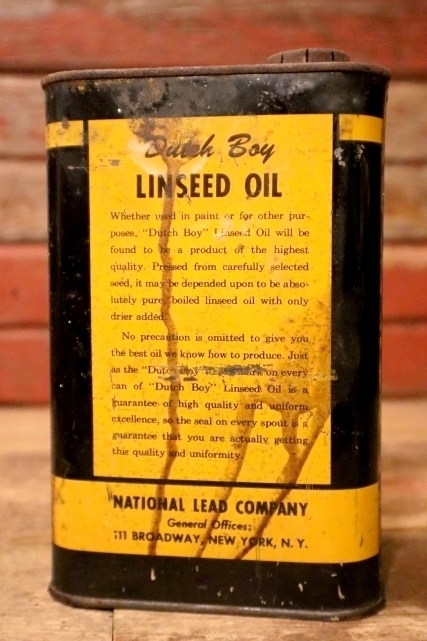 Dutch Boy
LINSEED OIL
Whether used in paint or for other pur-
poses, "Dutch Boy" Linseed Oil will be
found to be a product of the highest
quality. Pressed from carefully selected
seed, it may be depended upon to be abso-
lutely pure, boiled linseed oil with only
drier added.
No precaution is omitted to give you
the best oil we know how to produce. Just
as the "Dutch Boy" on every
can of "Dutch Boy" Linseed Oil is a
guarantee of high quality and uniform
excellence, so the seal on every spout is a
guarantee that you are actually getting
this quality and uniformity.
NATIONAL LEAD COMPANY
General Offices:
111 BROADWAY, NEW YORK, N. Y.